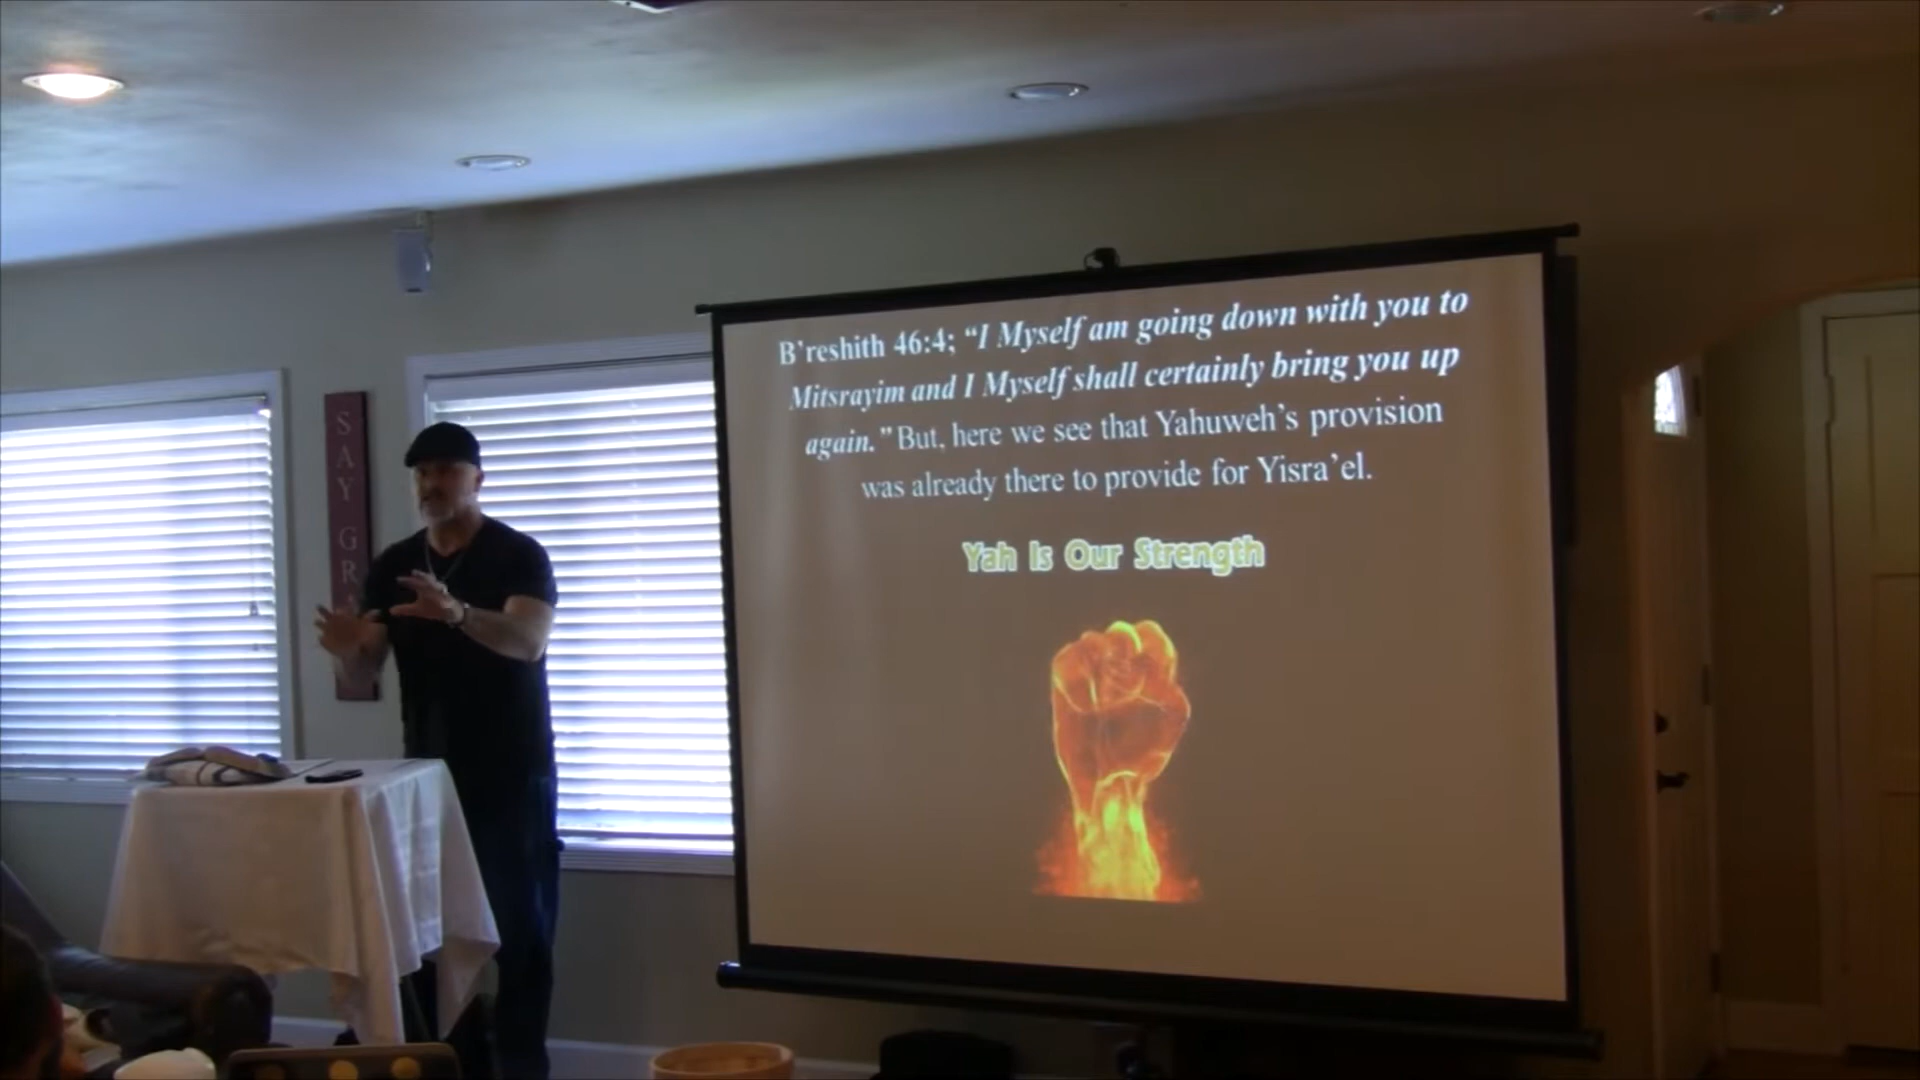 B'reshith 46:4; “I Myself am going down with you to
Mitsrayim and I Myself shall certainly bring you up
again.” But, here we see that Yahuweh's provision
was already there to provide for Yisra'el.
Yah Is Our Strength
SAY GR